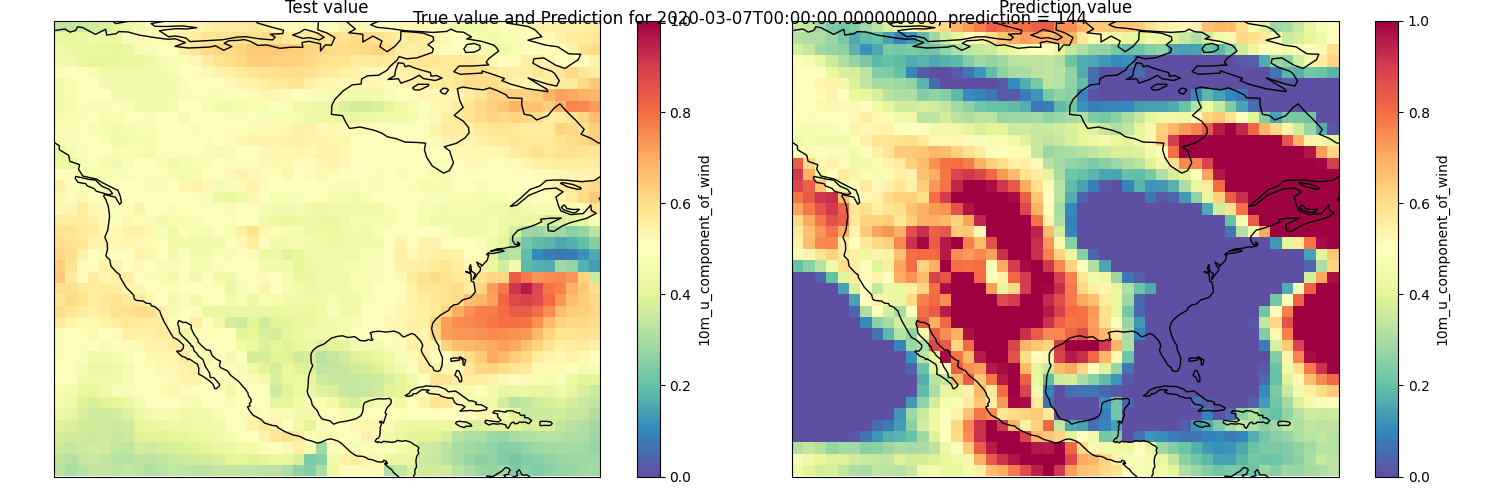 Test value
Prediction value
True value and Prediction for 2020-03-07T00:00:00.000000000, prediction = 144
1.0
0.8
0.6
0.4
0.2
0.0
10m_u_component_of_wind
1.0
0.8
0.6
0.4
0.2
0.0
10m_u_component_of_wind